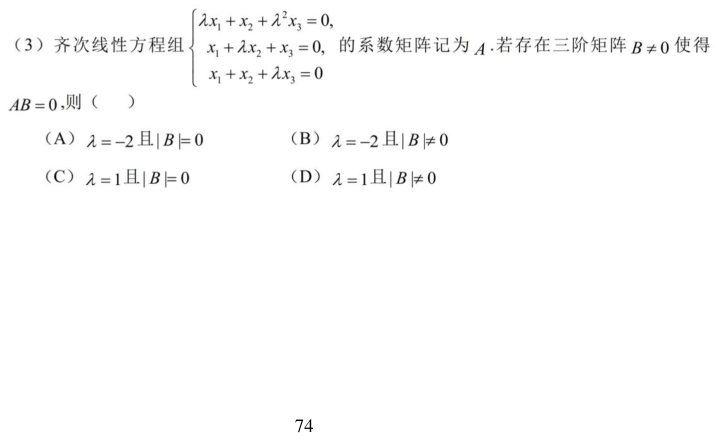 （3）齐次线性方程组 { λx₁ + x₂ + λ²x₃ = 0, x₁ + λx₂ + x₃ = 0, x₁ + x₂ + λx₃ = 0 的系数矩阵记为 A .若存在三阶矩阵 B ≠ 0 使得
AB = 0 ,则（ ）
（A）λ = −2 且 | B |= 0 （B）λ = −2 且 | B |≠ 0
（C）λ = 1 且 | B |= 0 （D）λ = 1 且 | B |≠ 0
74